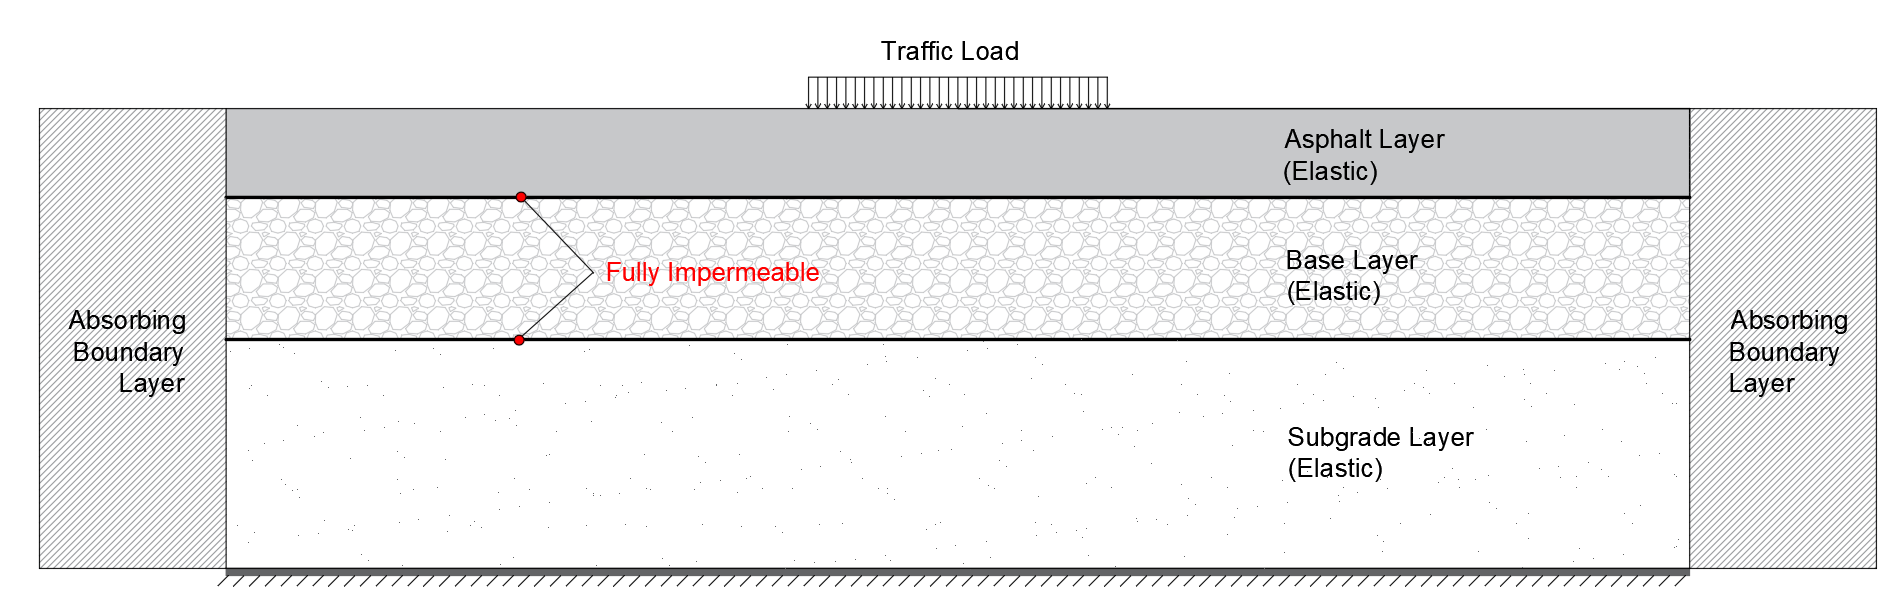 Traffic Load
Asphalt Layer
(Elastic)
Fully Impermeable
Base Layer
(Elastic)
Absorbing
Boundary
Layer
Absorbing
Boundary
Layer
Subgrade Layer
(Elastic)